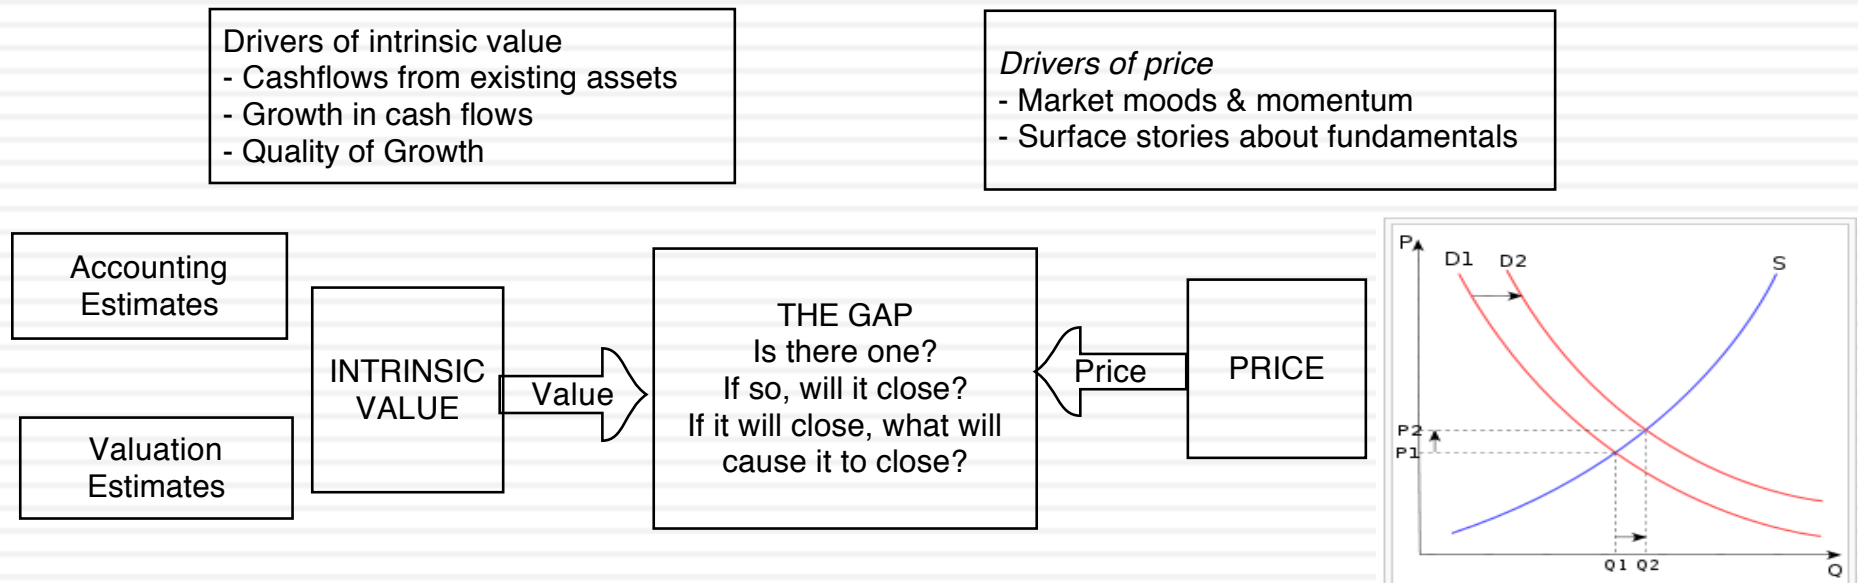 Drivers of intrinsic value
- Cashflows from existing assets
- Growth in cash flows
- Quality of Growth
Drivers of price
- Market moods & momentum
- Surface stories about fundamentals
Accounting
Estimates
Valuation
Estimates
INTRINSIC
VALUE
Value
THE GAP
Is there one?
If so, will it close?
If it will close, what will
cause it to close?
Price
PRICE
P
D1 D2
S
P2
P1
Q1 Q2
Q